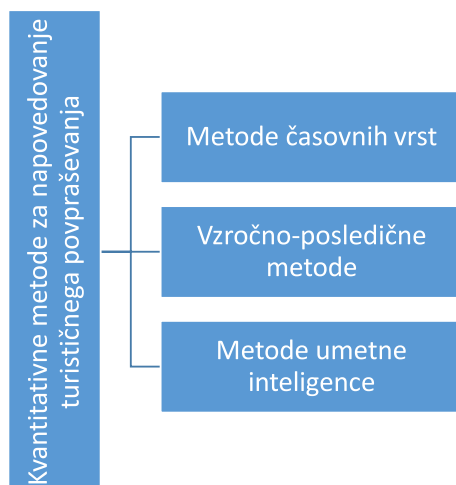 Kvantitativne metode za napovedovanje
turističnega povpraševanja
Metode časovnih vrst
Vzročno-posledične
metode
Metode umetne
inteligence